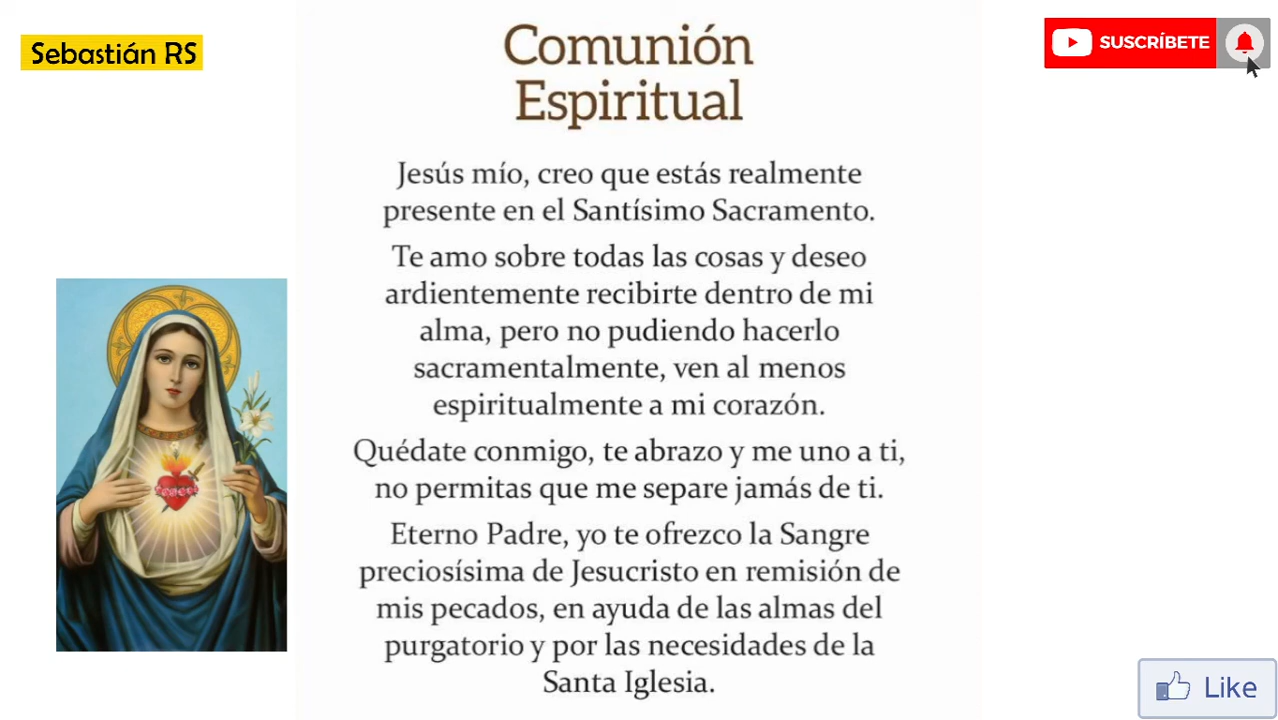 Sebastián RS
SUSCRÍBETE
Comunión
Espiritual
Jesús mío, creo que estás realmente
presente en el Santísimo Sacramento.
Te amo sobre todas las cosas y deseo
ardientemente recibirte dentro de mi
alma, pero no pudiendo hacerlo
sacramentalmente, ven al menos
espiritualmente a mi corazón.
Quédate conmigo, te abrazo y me uno a ti,
no permitas que me separe jamás de ti.
Eterno Padre, yo te ofrezco la Sangre
preciosísima de Jesucristo en remisión de
mis pecados, en ayuda de las almas del
purgatorio y por las necesidades de la
Santa Iglesia.
Like